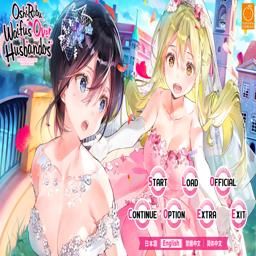 OshiRabu
Waifus Over
Husbandos
START LOAD OFFICIAL
CONTINUE OPTION EXTRA EXIT
日本語 English 繁體中文 简体中文